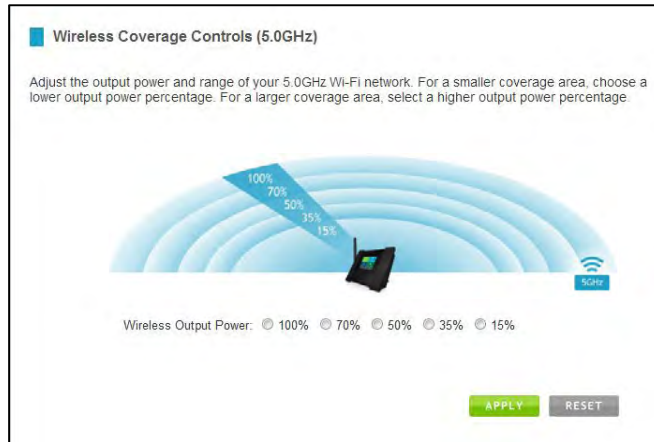 Wireless Coverage Controls (5.0GHz)
Adjust the output power and range of your 5.0GHz Wi-Fi network. For a smaller coverage area, choose a
lower output power percentage. For a larger coverage area, select a higher output power percentage.
100%
70%
50%
35%
15%
5GHz
Wireless Output Power: 100% 70% 50% 35% 15%
APPLY RESET